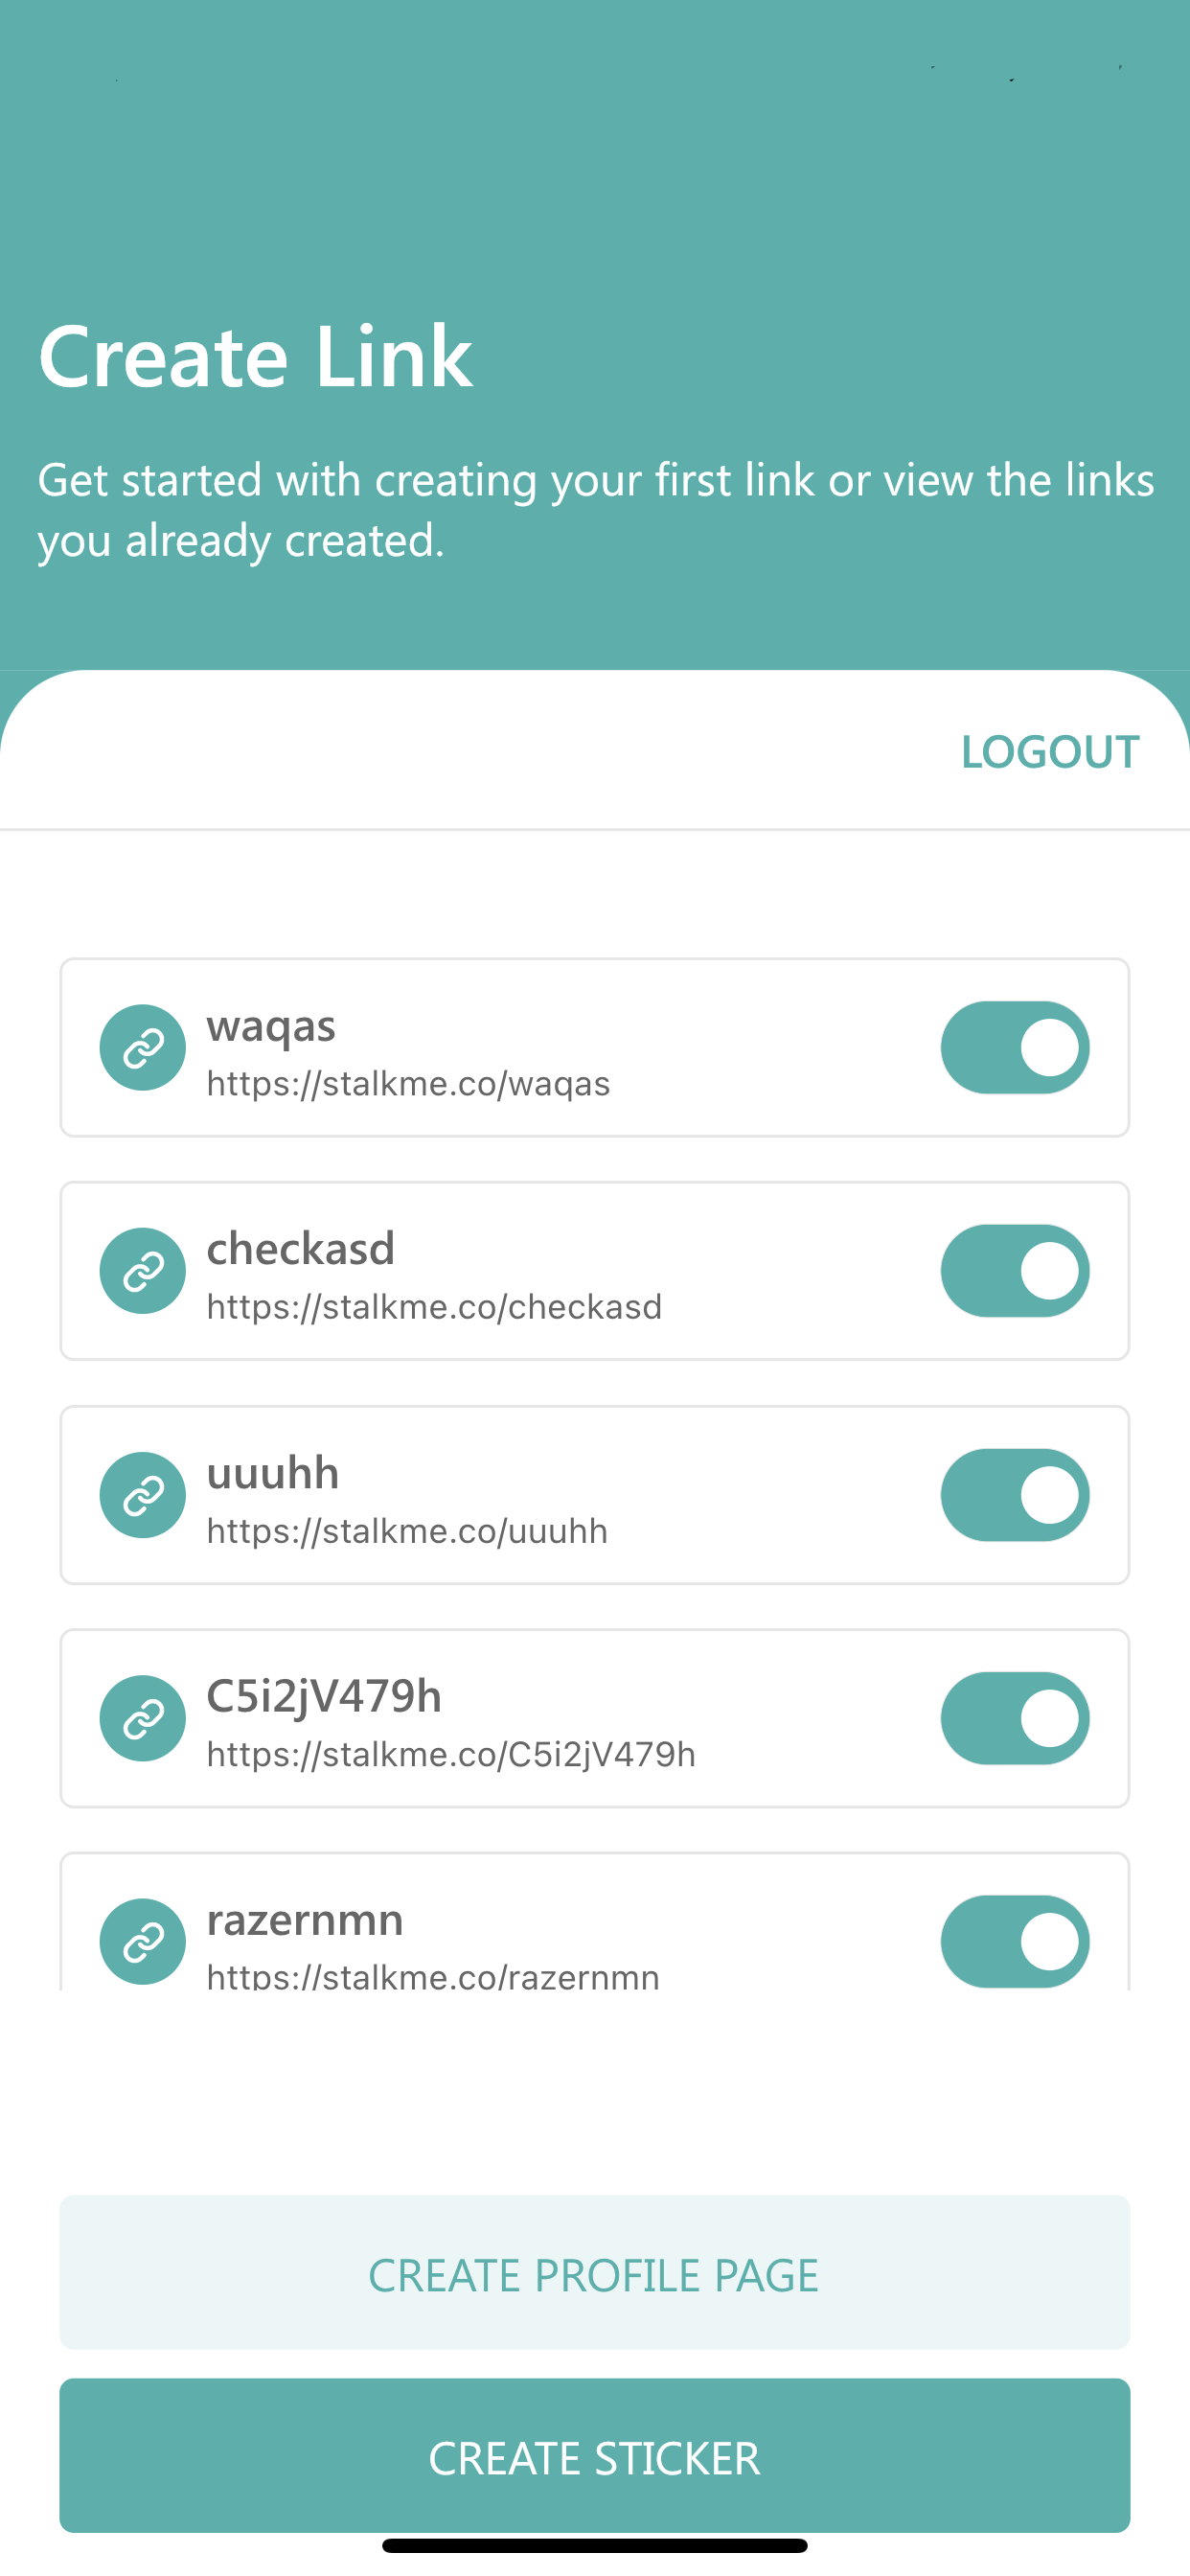 Create Link
Get started with creating your first link or view the links
you already created.
LOGOUT
waqas
https://stalkme.co/waqas
checkasd
https://stalkme.co/checkasd
uuuhh
https://stalkme.co/uuuhh
C5i2jV479h
https://stalkme.co/C5i2jV479h
razernmn
https://stalkme.co/razernmn
CREATE PROFILE PAGE
CREATE STICKER